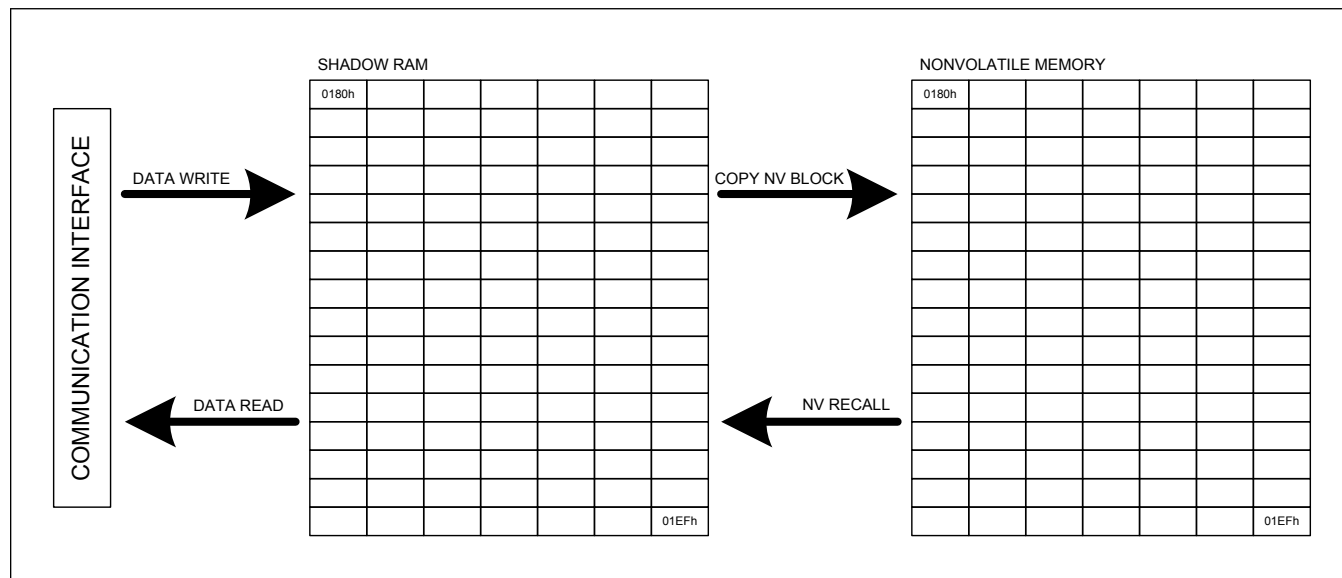 SHADOW RAM
NONVOLATILE MEMORY
0180h
0180h
COMMUNICATION INTERFACE
DATA WRITE
COPY NV BLOCK
DATA READ
NV RECALL
01EFh
01EFh